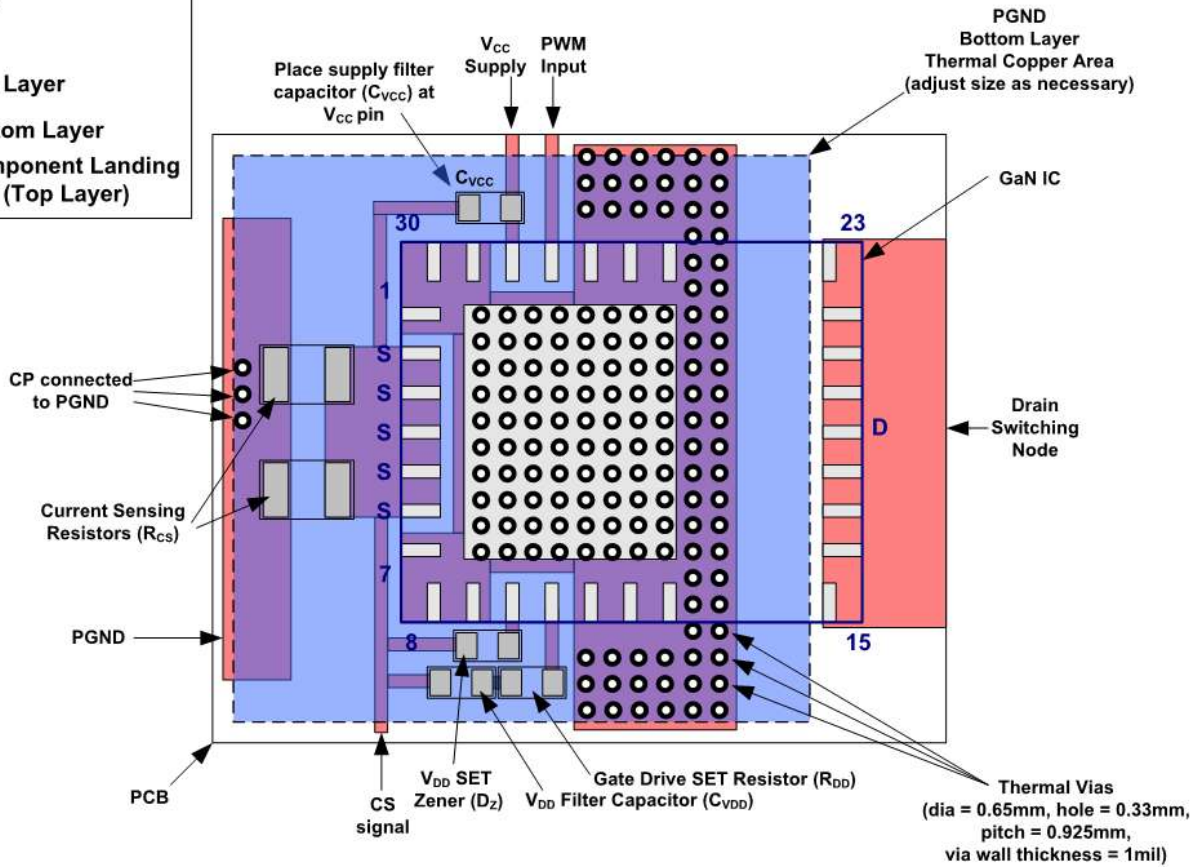 Layer
om Layer
mponent Landing
(Top Layer)
Place supply filter
capacitor (CVCC) at
VCC pin
VCC
Supply
PWM
Input
PGND
Bottom Layer
Thermal Copper Area
(adjust size as necessary)
CVCC
GaN IC
30
23
1
S
S
S
S
S
D
7
8
15
CP connected
to PGND
Drain
Switching
Node
Current Sensing
Resistors (RCS)
PGND
PCB
CS
signal
VDD SET
Zener (DZ)
VDD Filter Capacitor (CVDD)
Gate Drive SET Resistor (RDD)
Thermal Vias
(dia = 0.65mm, hole = 0.33mm,
pitch = 0.925mm,
via wall thickness = 1mil)